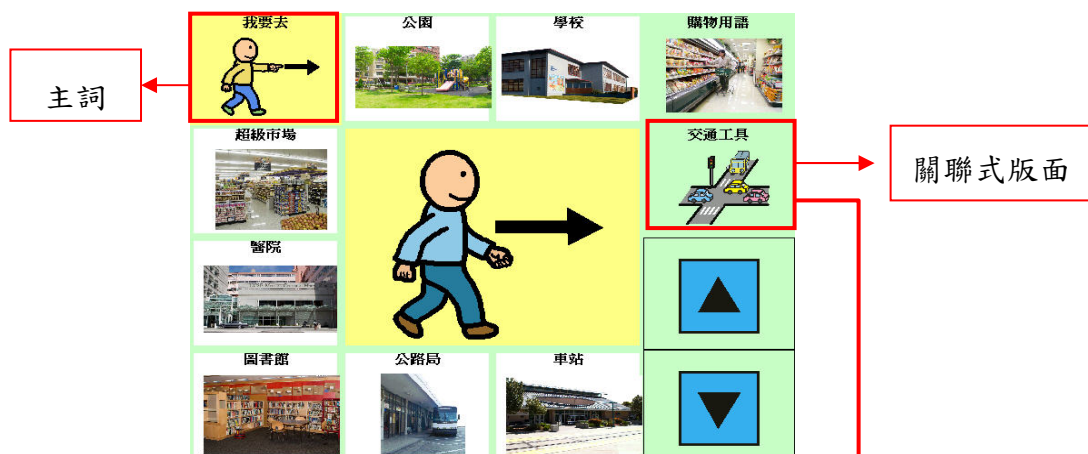 我要去
公園
學校
購物用語
主詞
超級市場
交通工具
關聯式版面
醫院
圖書館
公路局
車站